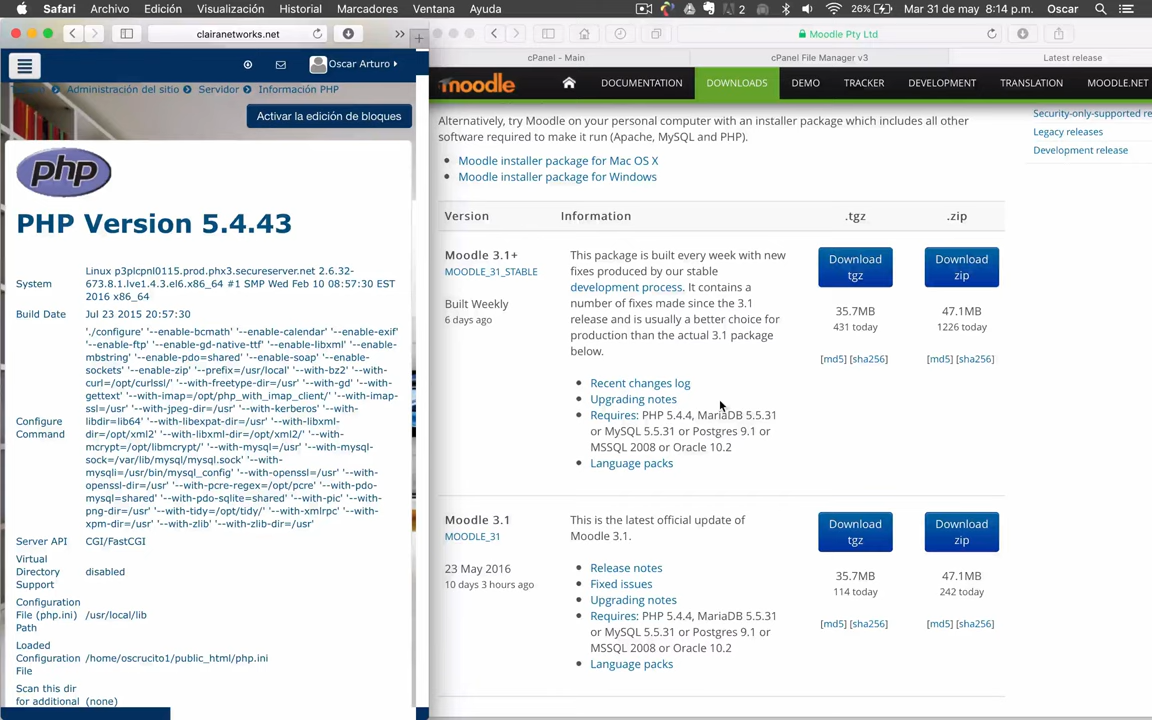 Safari Archivo Edición Visualización Historial Marcadores Ventana Ayuda 2 26% Mar 31 de may 8:14 p.m. Oscar
clairanetworks.net
Oscar Arturo
Administración del sitio Servidor Información PHP
Activar la edición de bloques
php
PHP Version 5.4.43
System
Linux p3plcpnl0115.prod.phx3.secureserver.net 2.6.32-
673.8.1.lve1.4.3.el6.x86_64 #1 SMP Wed Feb 10 08:57:30 EST
2016 x86_64
Build Date Jul 23 2015 20:57:30
Configure
Command
'./configure' '--enable-bcmath' '--enable-calendar' '--enable-exif'
'--enable-ftp' '--enable-gd-native-ttf' '--enable-libxml' '--enable-
mbstring' '--enable-pdo=shared' '--enable-soap' '--enable-
sockets' '--enable-zip' '--prefix=/usr/local' '--with-bz2' '--with-
curl=/opt/curlssl/' '--with-freetype-dir=/usr' '--with-gd' '--with-
gettext' '--with-imap=/opt/php_with_imap_client/' '--with-imap-
ssl=/usr' '--with-jpeg-dir=/usr' '--with-kerberos' '--with-
libdir=lib64' '--with-libexpat-dir=/usr' '--with-libxml-
dir=/opt/xml2' '--with-libxml-dir=/opt/xml2/' '--with-
mcrypt=/opt/libmcrypt/' '--with-mysql=/usr' '--with-mysql-
sock=/var/lib/mysql/mysql.sock' '--with-
mysqli=/usr/bin/mysql_config' '--with-openssl=/usr' '--with-
openssl-dir=/usr' '--with-pcre-regex=/opt/pcre' '--with-pdo-
mysql=shared' '--with-pdo-sqlite=shared' '--with-pic' '--with-
png-dir=/usr' '--with-tidy=/opt/tidy/' '--with-xmlrpc' '--with-
xpm-dir=/usr' '--with-zlib' '--with-zlib-dir=/usr'
Server API CGI/FastCGI
Virtual
Directory
Support
disabled
Configuration
File (php.ini)
Path
/usr/local/lib
Loaded
Configuration
File
/home/oscrucito1/public_html/php.ini
Scan this dir
for additional (none)
Moodle Pty Ltd
cPanel - Main cPanel File Manager v3 Latest release
moodle DOCUMENTATION DOWNLOADS DEMO TRACKER DEVELOPMENT TRANSLATION MOODLE.NET
Alternatively, try Moodle on your personal computer with an installer package which includes all other
software required to make it run (Apache, MySQL and PHP).
Moodle installer package for Mac OS X
Moodle installer package for Windows
Security-only-supported re
Legacy releases
Development release
Version Information .tgz .zip
Moodle 3.1+
MOODLE_31_STABLE
Built Weekly
6 days ago
This package is built every week with new
fixes produced by our stable
development process. It contains a
number of fixes made since the 3.1
release and is usually a better choice for
production than the actual 3.1 package
below.
Recent changes log
Upgrading notes
Requires: PHP 5.4.4, MariaDB 5.5.31
or MySQL 5.5.31 or Postgres 9.1 or
MSSQL 2008 or Oracle 10.2
Language packs
Download
tgz
35.7MB
431 today
[md5] [sha256]
Download
zip
47.1MB
1226 today
[md5] [sha256]
Moodle 3.1
MOODLE_31
23 May 2016
10 days 3 hours ago
This is the latest official update of
Moodle 3.1.
Release notes
Fixed issues
Upgrading notes
Requires: PHP 5.4.4, MariaDB 5.5.31
or MySQL 5.5.31 or Postgres 9.1 or
MSSQL 2008 or Oracle 10.2
Language packs
Download
tgz
35.7MB
114 today
[md5] [sha256]
Download
zip
47.1MB
242 today
[md5] [sha256]